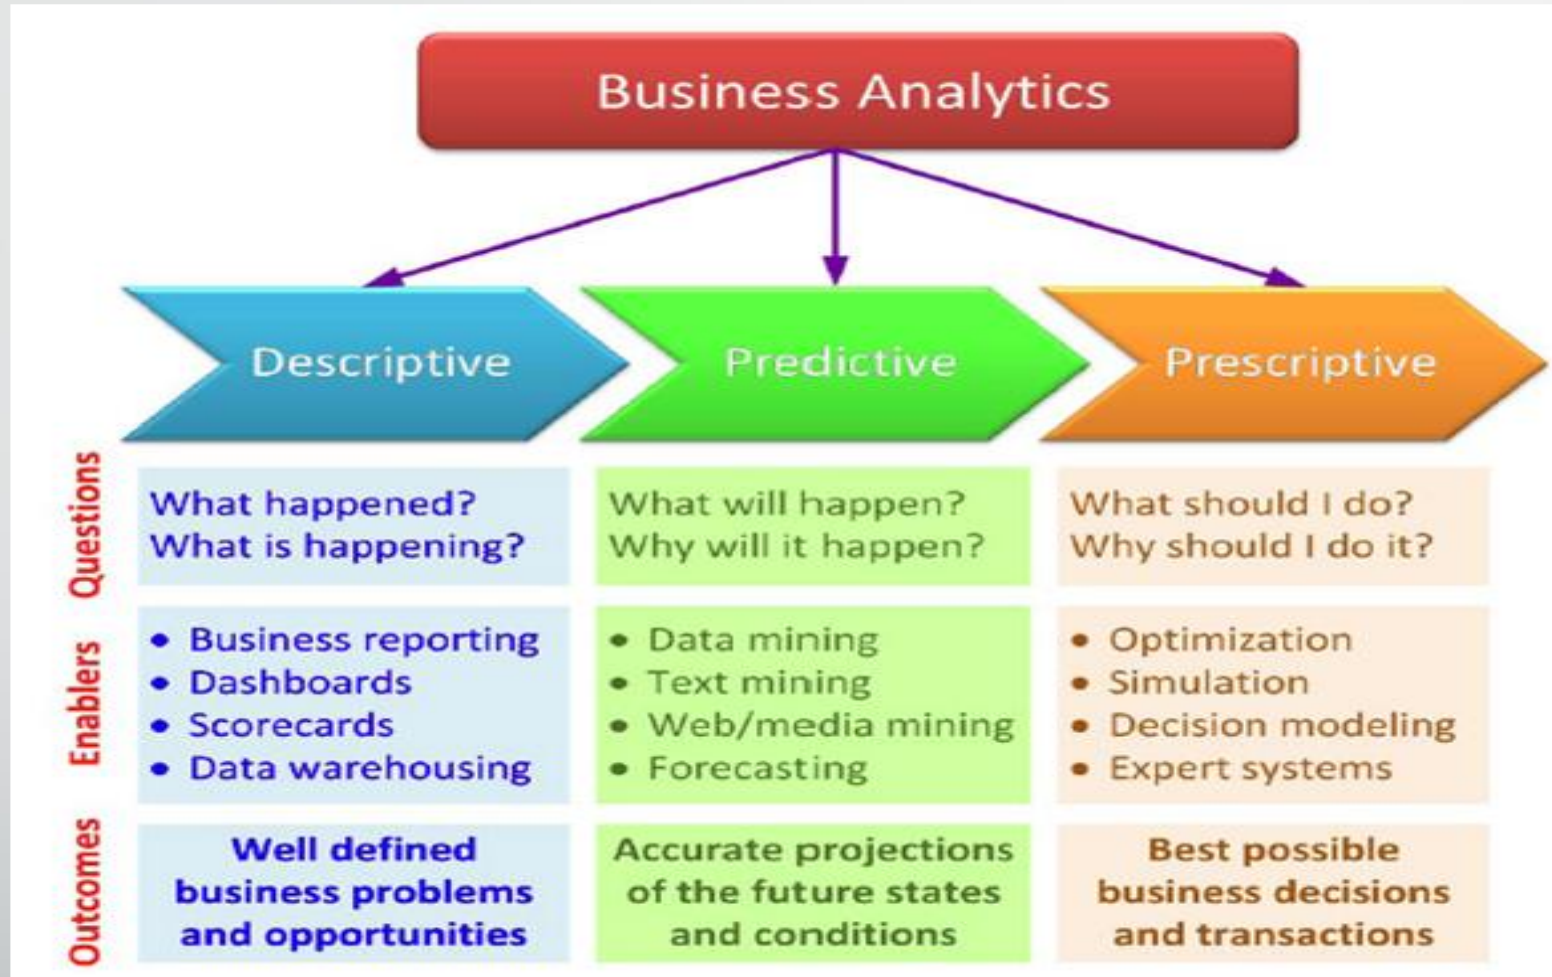 Business Analytics
Descriptive
Predictive
Prescriptive
Questions
What happened?
What is happening?
What will happen?
Why will it happen?
What should I do?
Why should I do it?
Enablers
• Business reporting
• Dashboards
• Scorecards
• Data warehousing
• Data mining
• Text mining
• Web/media mining
• Forecasting
• Optimization
• Simulation
• Decision modeling
• Expert systems
Outcomes
Well defined
business problems
and opportunities
Accurate projections
of the future states
and conditions
Best possible
business decisions
and transactions